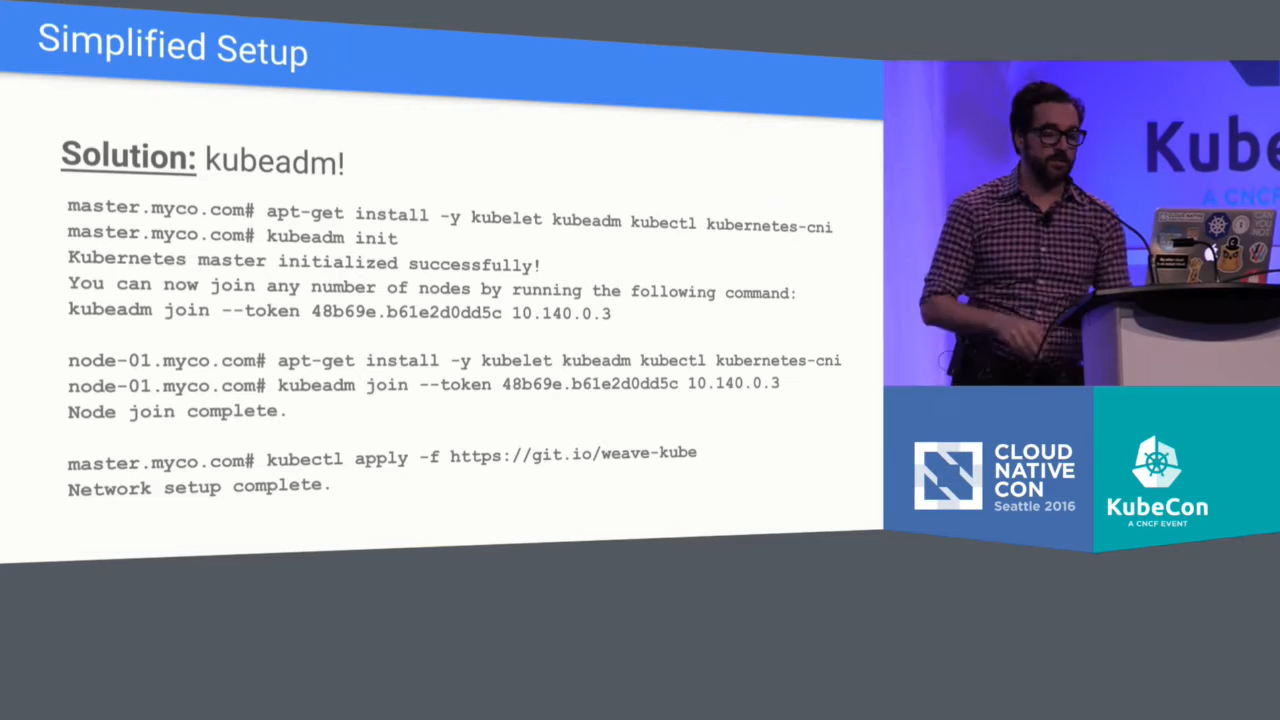 Simplified Setup
Solution: kubeadm!
master.myco.com# apt-get install -y kubelet kubeadm kubectl kubernetes-cni
master.myco.com# kubeadm init
Kubernetes master initialized successfully!
You can now join any number of nodes by running the following command:
kubeadm join --token 48b69e.b61e2d0dd5c 10.140.0.3
node-01.myco.com# apt-get install -y kubelet kubeadm kubectl kubernetes-cni
node-01.myco.com# kubeadm join --token 48b69e.b61e2d0dd5c 10.140.0.3
Node join complete.
master.myco.com# kubectl apply -f https://git.io/weave-kube
Network setup complete.
Kube
A CNCF
CAN
YOU
NOT
CLOUD
NATIVE
CON
Seattle 2016
KubeCon
A CNCF EVENT